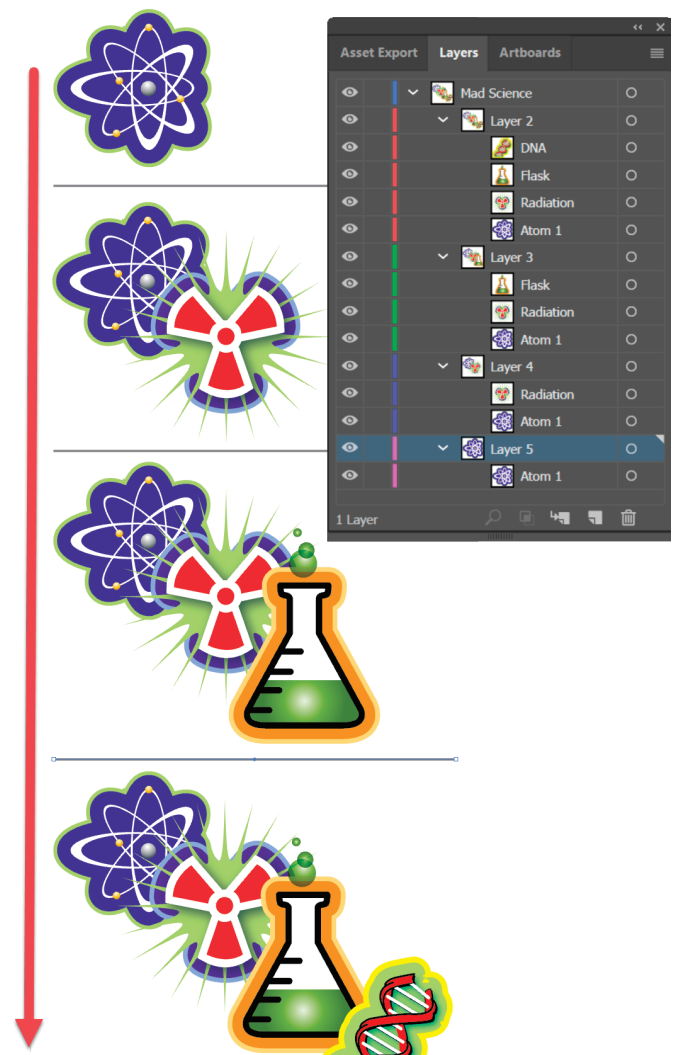 Asset Export Layers Artboards
Mad Science
Layer 2
DNA
Flask
Radiation
Atom 1
Layer 3
Flask
Radiation
Atom 1
Layer 4
Radiation
Atom 1
Layer 5
Atom 1
1 Layer